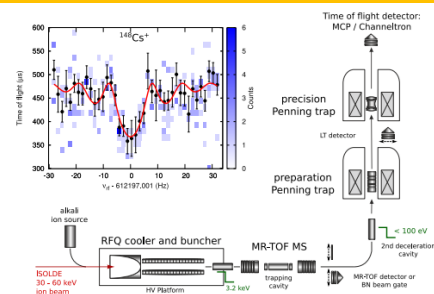 148Cs+
600
550
500
450
400
350
300
Time of flight (μs)
-30
-20
-10
0
10
20
30
νrf - 612197.001 (Hz)
6
5
4
3
2
1
0
Counts
Time of flight detector:
MCP / Channeltron
precision
Penning trap
LT detector
preparation
Penning trap
< 100 eV
2nd deceleration
cavity
alkali
ion source
RFQ cooler and buncher
MR-TOF MS
ISOLDE
30 – 60 keV
ion beam
HV Platform
3.2 keV
trapping
cavity
MR-TOF detector or
BN beam gate